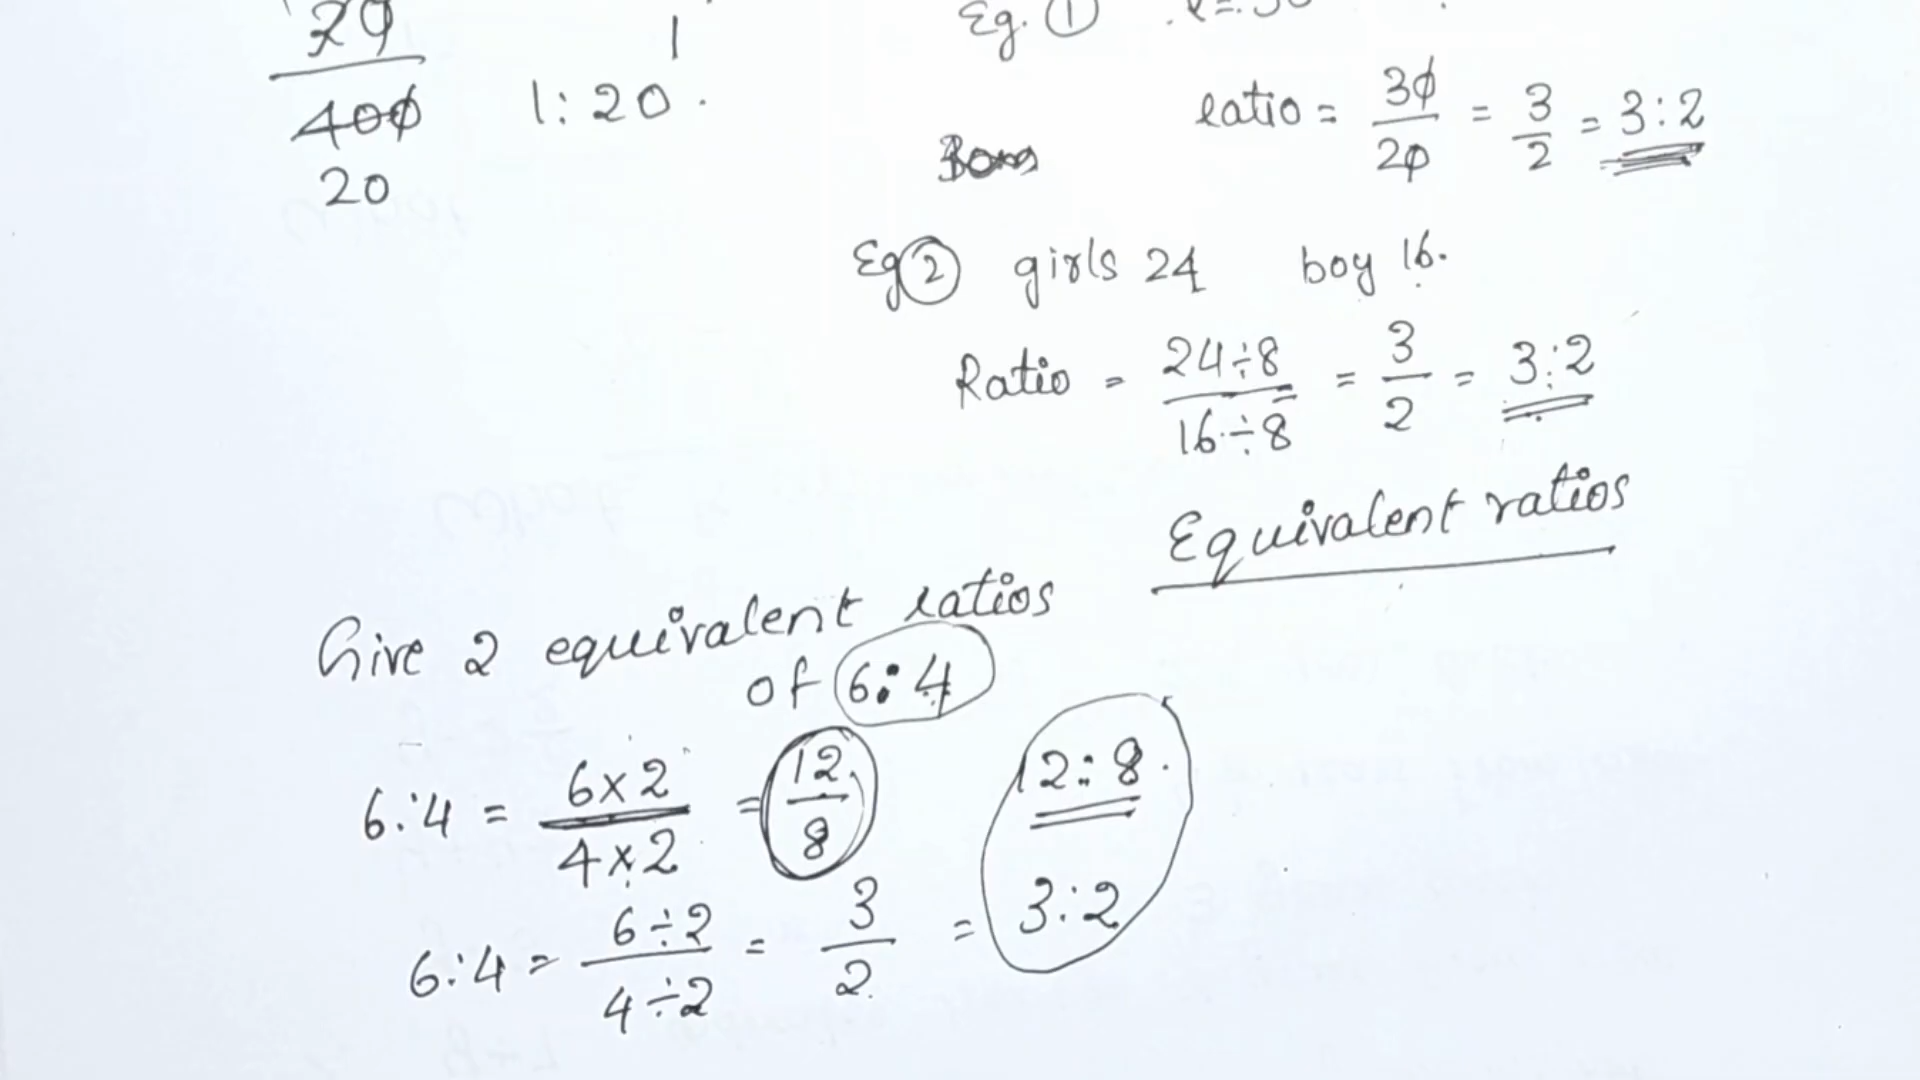 20
400
20
1
1: 20.
Eg. ①
ratio = 30/20 = 3/2 = 3:2
Eg ② girls 24 boy 16.
Ratio = 24÷8/16÷8 = 3/2 = 3:2
Equivalent ratios
Give 2 equivalent ratios
of 6:4
6:4 = 6×2/4×2 = 12/8 12:8.
6:4 = 6÷2/4÷2 = 3/2 = 3:2